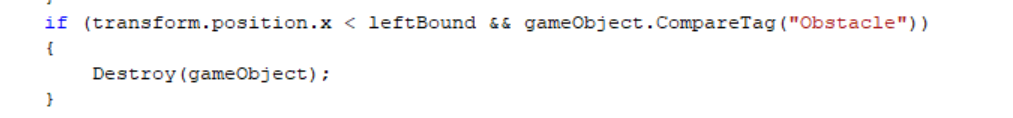 if (transform.position.x < leftBound && gameObject.CompareTag("Obstacle"))
{
Destroy(gameObject);
}